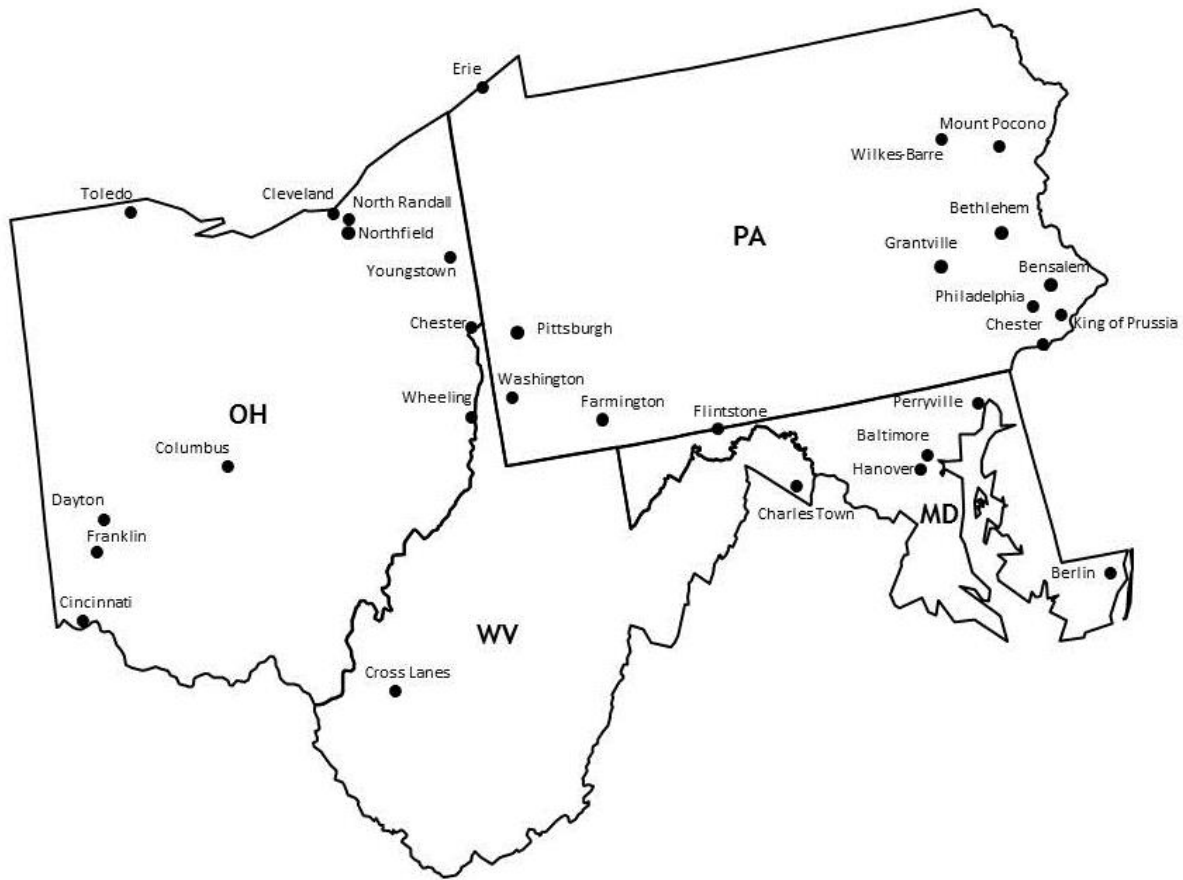 Erie
Mount Pocono
Wilkes-Barre
Toledo
Cleveland
North Randall
Northfield
Bethlehem
PA
Grantville
Youngstown
Bensalem
Philadelphia
Chester
Pittsburgh
Chester
King of Prussia
Washington
Wheeling
Farmington
Flintstone
Perryville
OH
Columbus
Baltimore
Hanover
Dayton
Charles Town
MD
Franklin
Berlin
Cincinnati
WV
Cross Lanes